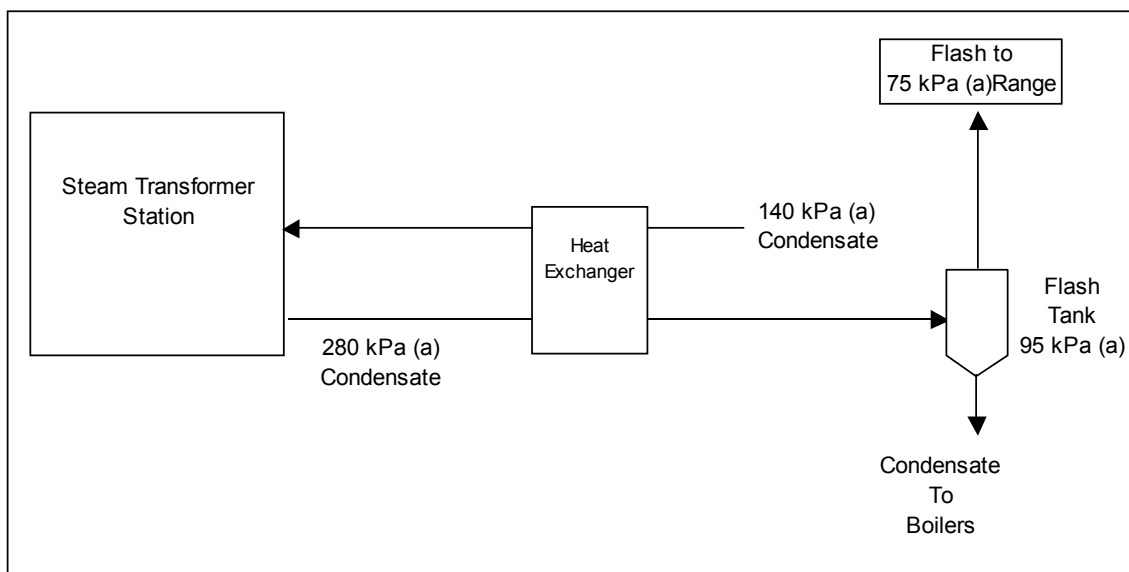 Flash to
75 kPa (a)Range
Steam Transformer
Station
140 kPa (a)
Condensate
Heat
Exchanger
Flash
Tank
95 kPa (a)
280 kPa (a)
Condensate
Condensate
To
Boilers